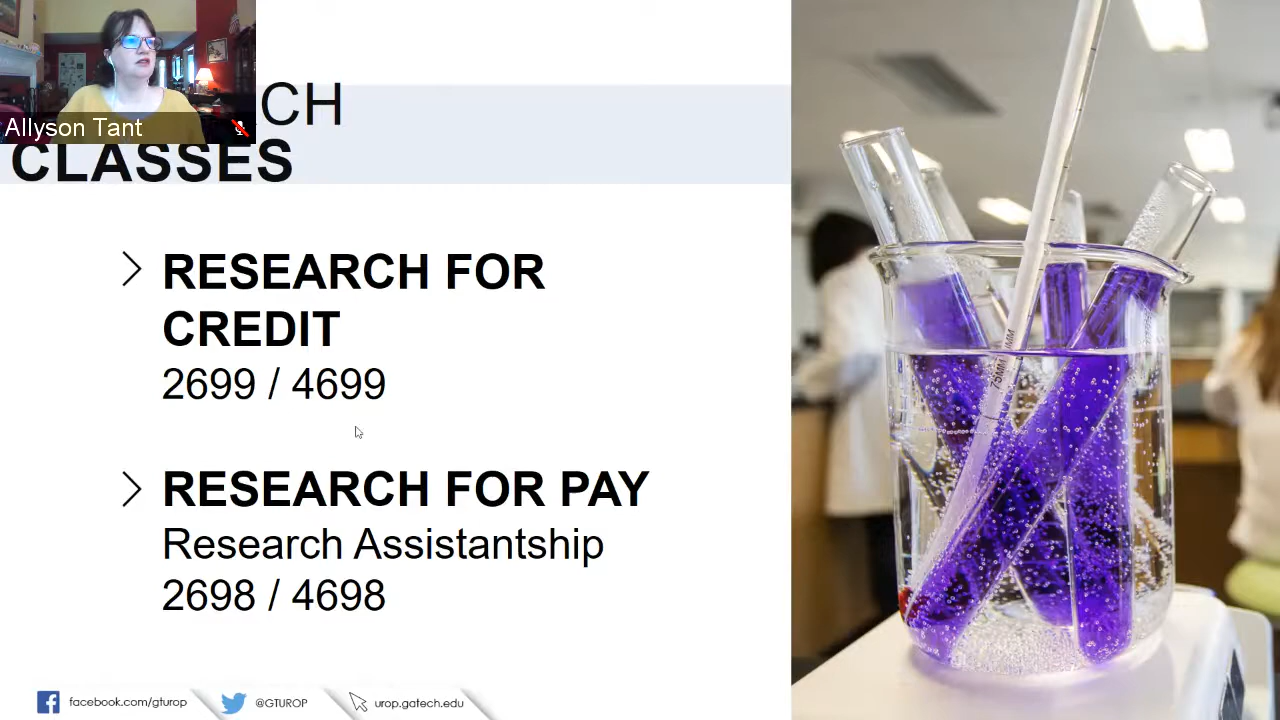 Allyson Tant
CH
CLASSES
RESEARCH FOR
CREDIT
2699 / 4699
RESEARCH FOR PAY
Research Assistantship
2698 / 4698
75MM
facebook.com/gturop
@GTUROP
urop.gatech.edu